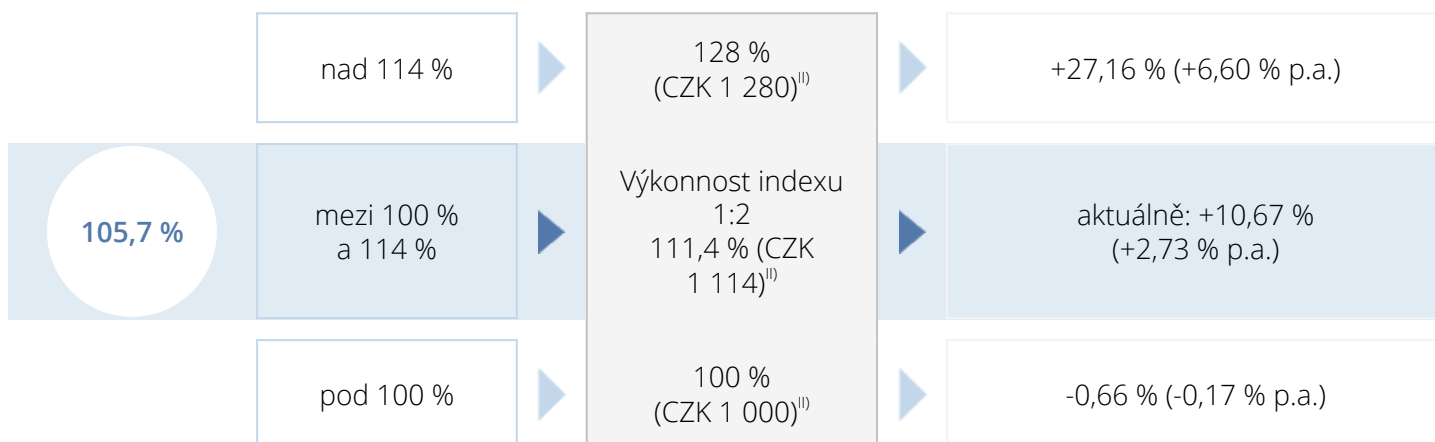 nad 114 %
128 %
(CZK 1 280)II)
+27,16 % (+6,60 % p.a.)
105,7 %
mezi 100 %
a 114 %
Výkonnost indexu
1:2
111,4 % (CZK
1 114)II)
aktuálně: +10,67 %
(+2,73 % p.a.)
pod 100 %
100 %
(CZK 1 000)II)
-0,66 % (-0,17 % p.a.)